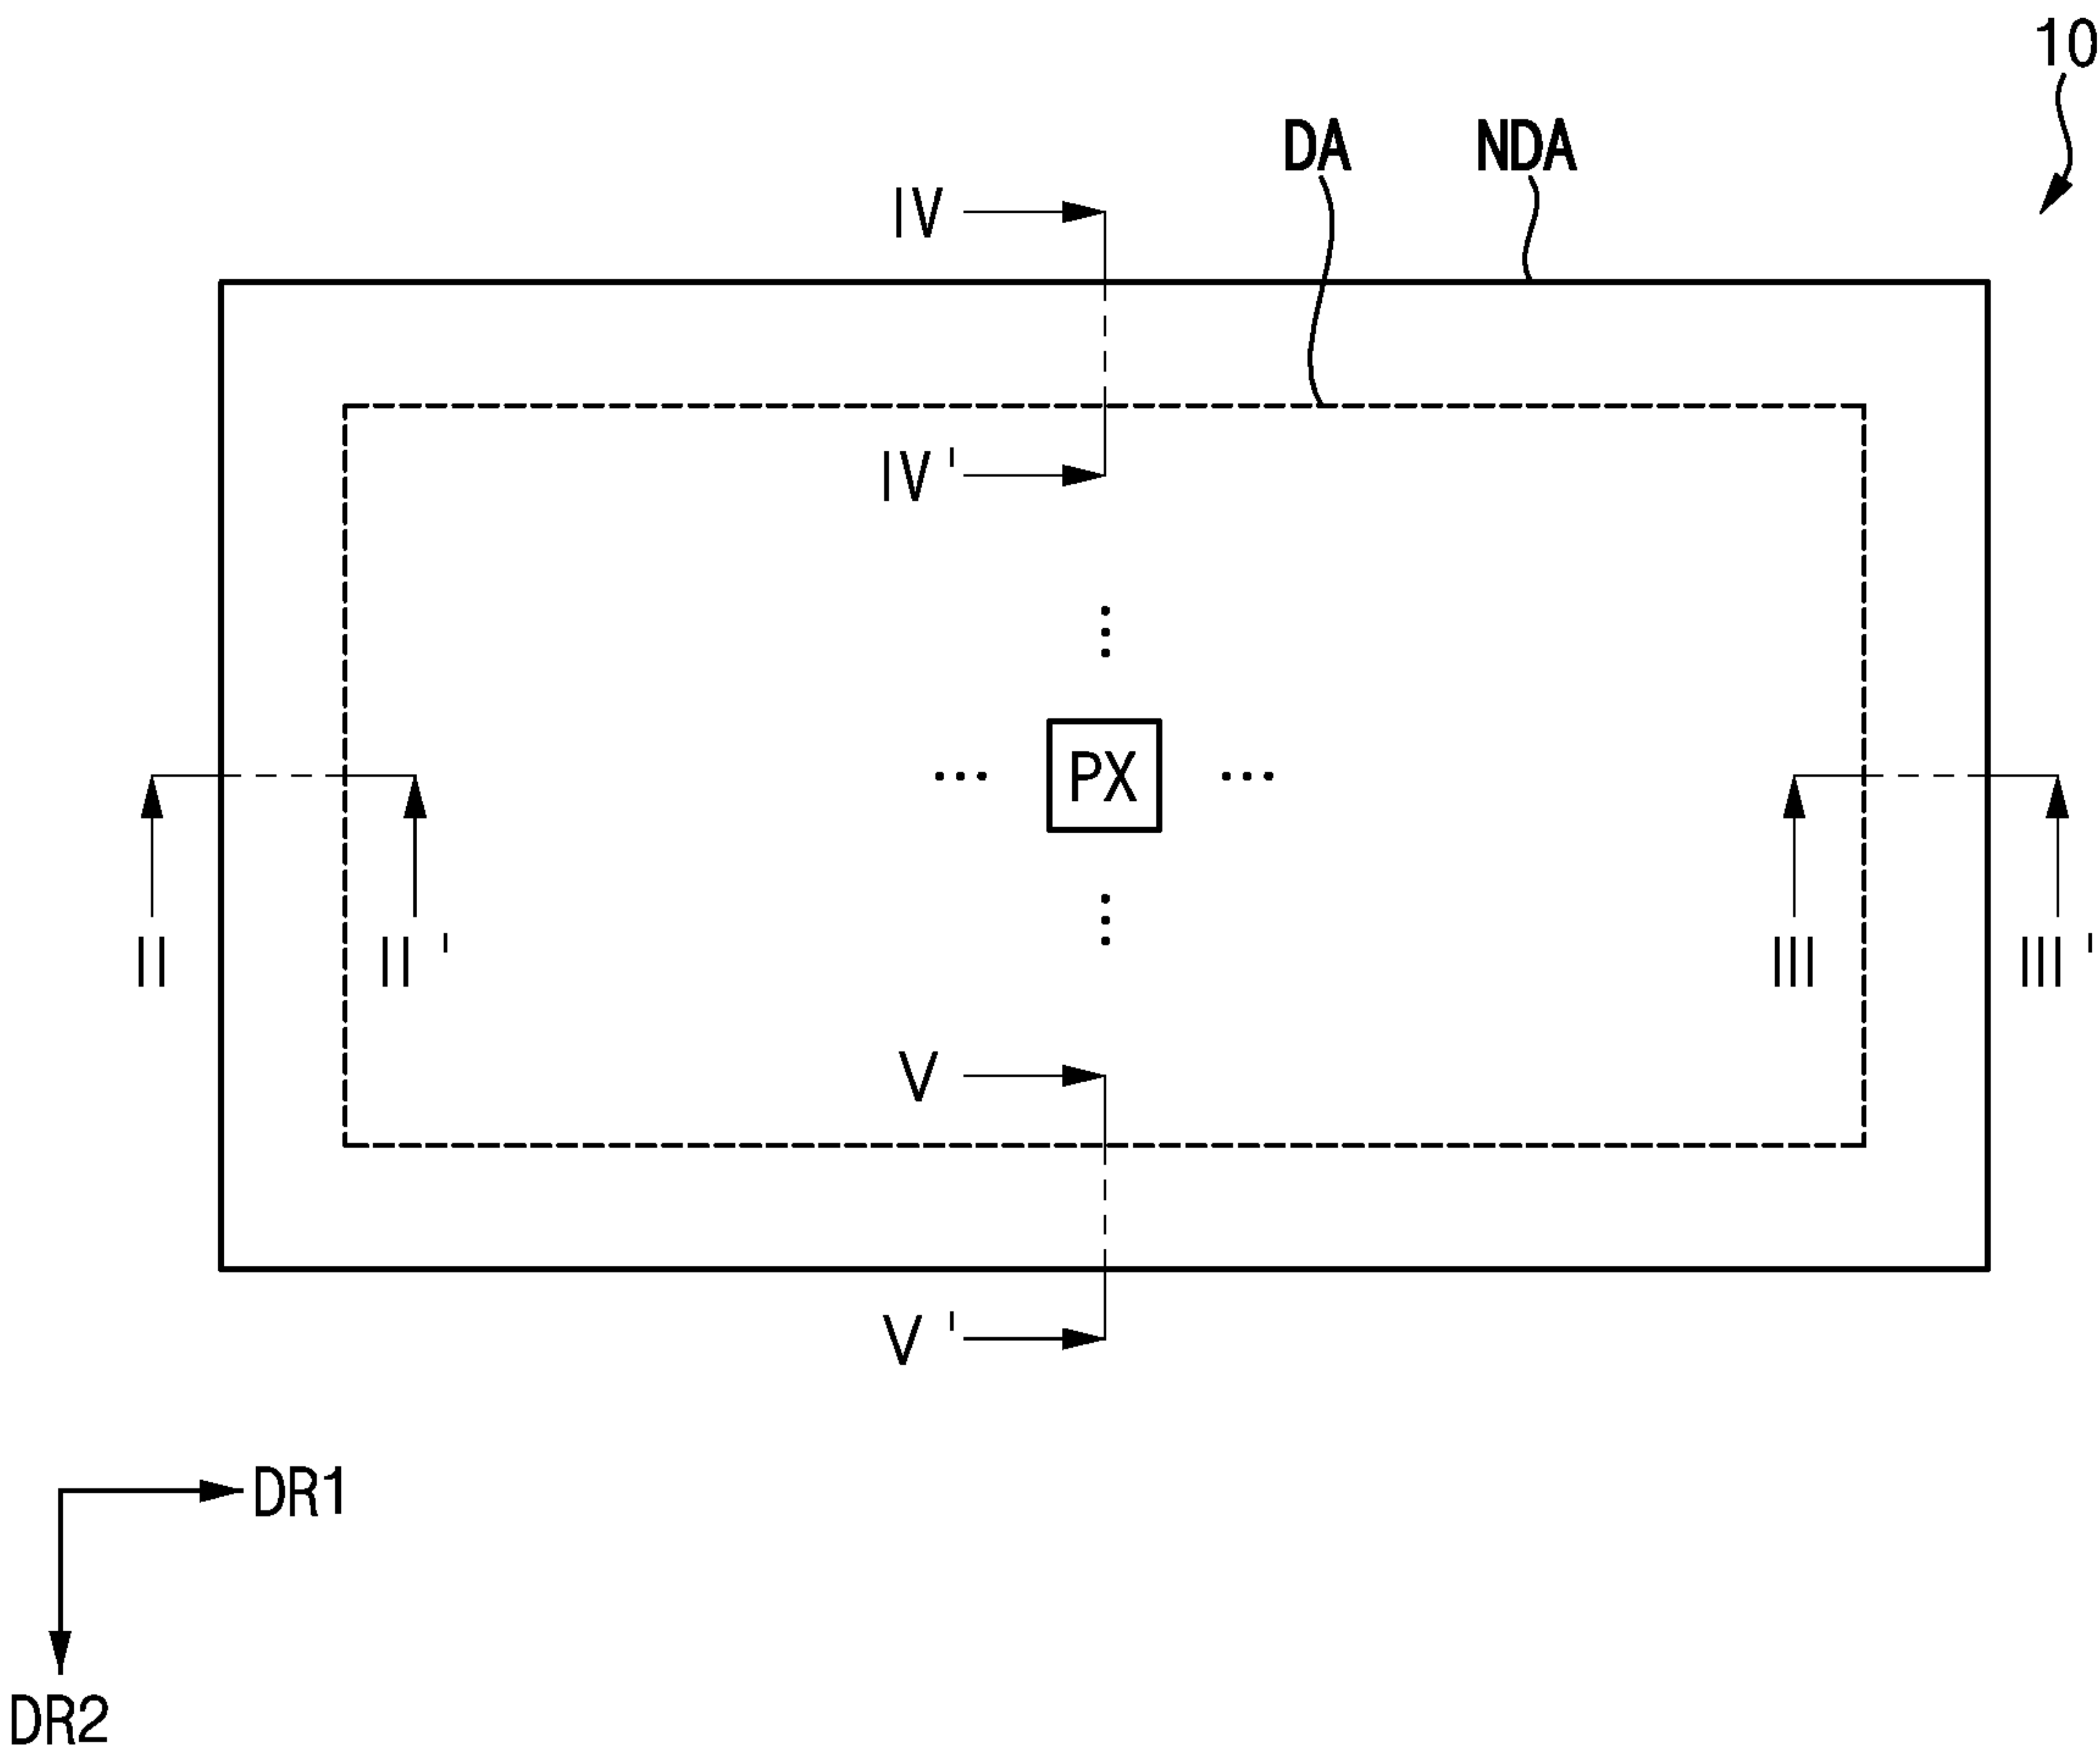 10
DA NDA
IV
IV'
... PX ...
II II' III III'
V
V'
DR1
DR2